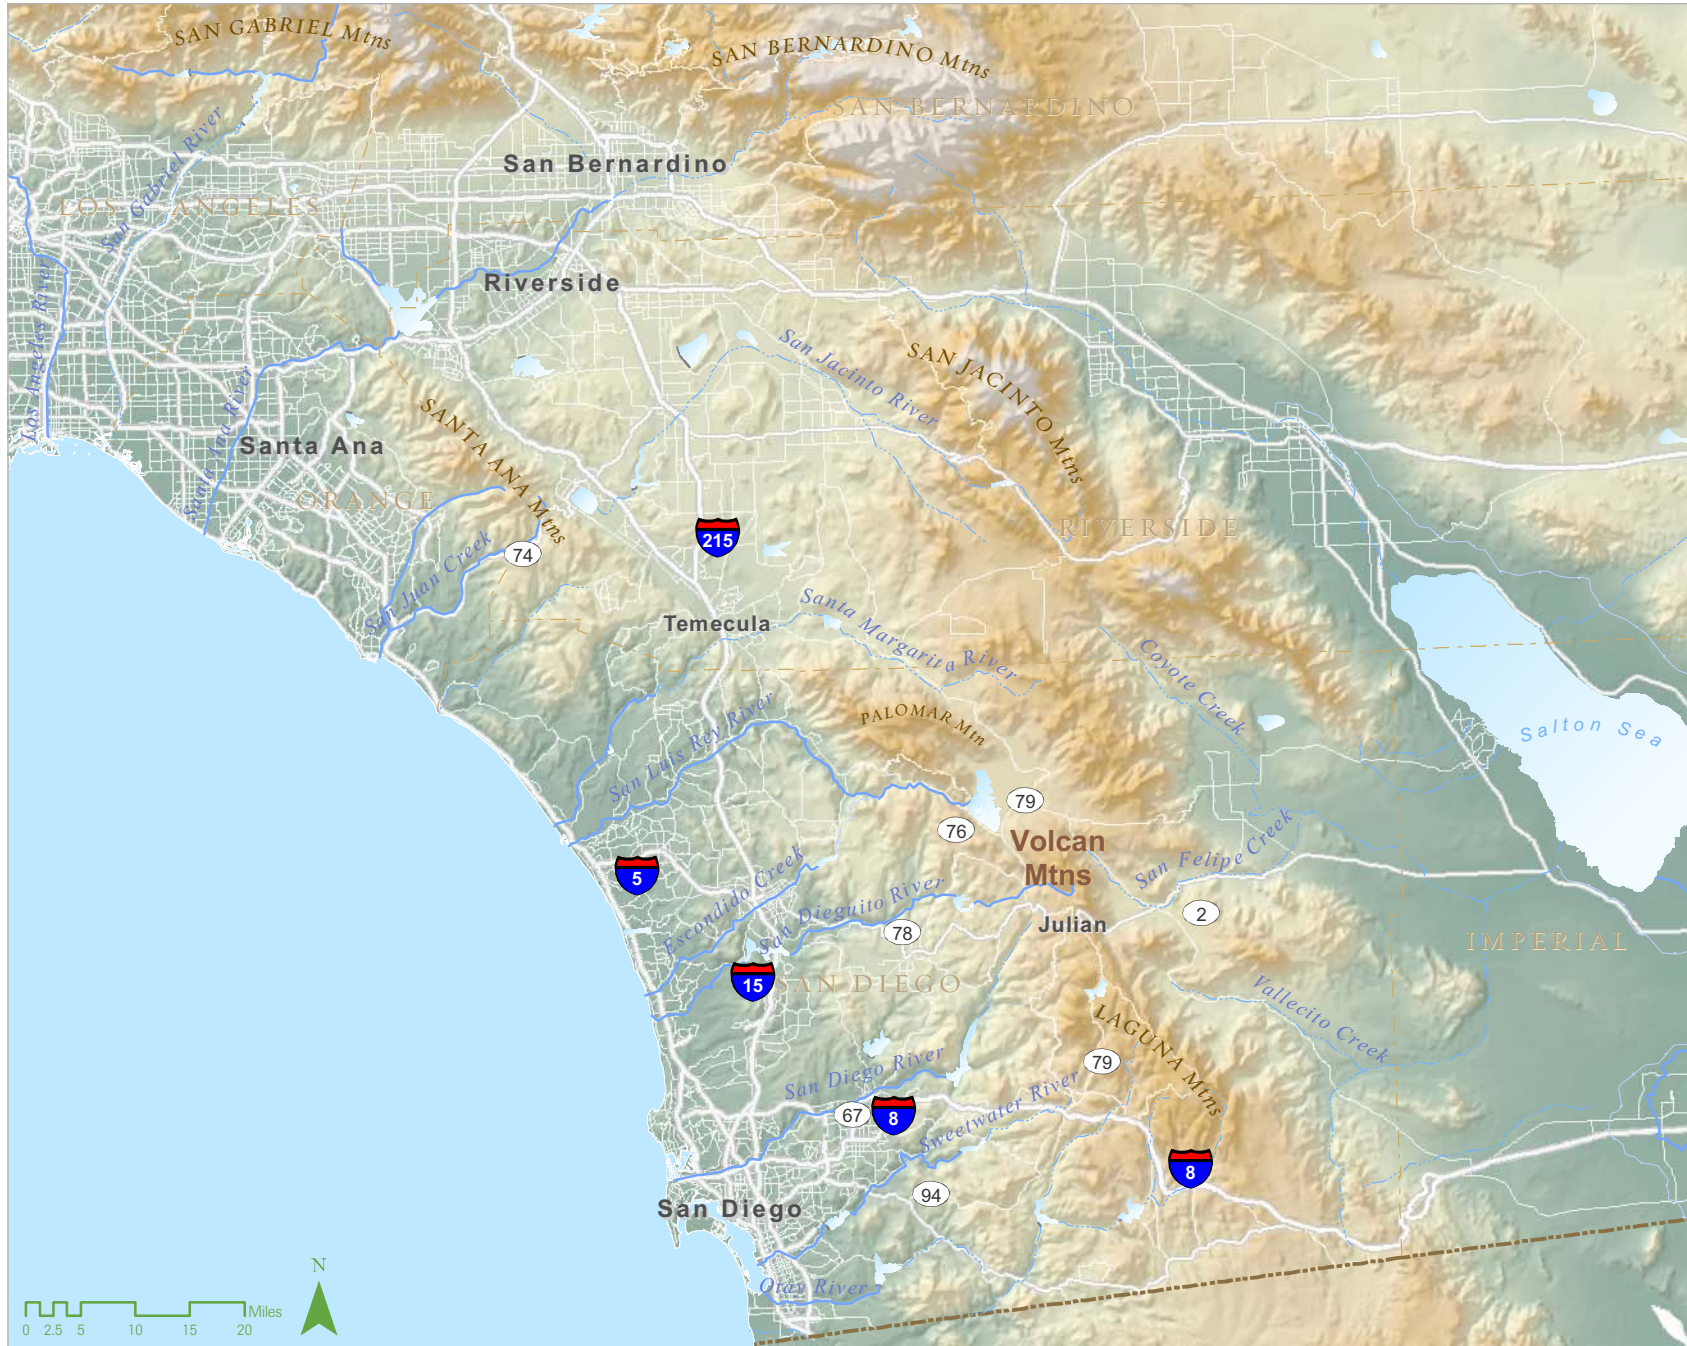 SAN GABRIEL Mtns
SAN BERNARDINO Mtns
SAN BERNARDINO
San Gabriel River
San Bernardino
LOS ANGELES
Riverside
Los Angeles River
San Jacinto River
SAN JACINTO Mtns
Santa Ana River
SANTA ANA Mtns
Santa Ana
ORANGE
RIVERSIDE
215
74
San Juan Creek
Temecula
Santa Margarita River
Coyote Creek
PALOMAR Mtn
San Luis Rey River
Salton Sea
79
76
Volcan
Mtns
San Felipe Creek
5
Escondido Creek
San Dieguito River
2
Julian
78
IMPERIAL
15
SAN DIEGO
Vallecito Creek
LAGUNA Mtns
79
San Diego River
Sweetwater River
67
8
8
94
San Diego
Otay River
N
Miles
0 2.5 5 10 15 20